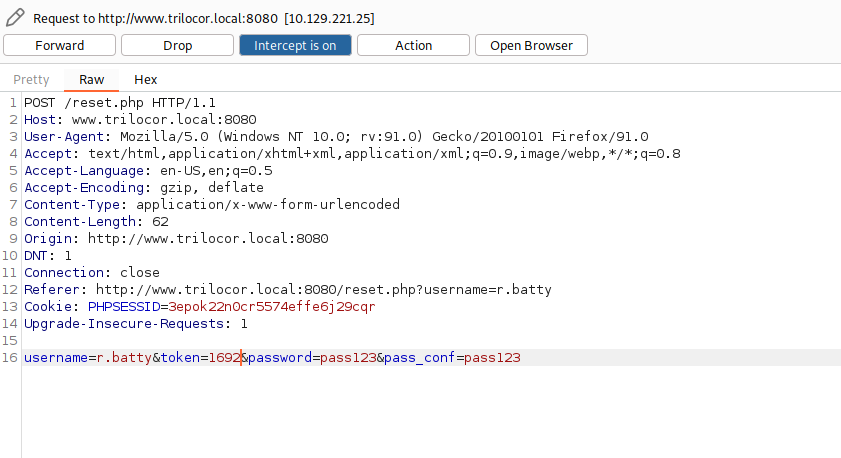 Request to http://www.trilocor.local:8080 [10.129.221.25]
Forward Drop Intercept is on Action Open Browser
Pretty Raw Hex
1 POST /reset.php HTTP/1.1
2 Host: www.trilocor.local:8080
3 User-Agent: Mozilla/5.0 (Windows NT 10.0; rv:91.0) Gecko/20100101 Firefox/91.0
4 Accept: text/html,application/xhtml+xml,application/xml;q=0.9,image/webp,*/*;q=0.8
5 Accept-Language: en-US,en;q=0.5
6 Accept-Encoding: gzip, deflate
7 Content-Type: application/x-www-form-urlencoded
8 Content-Length: 62
9 Origin: http://www.trilocor.local:8080
10 DNT: 1
11 Connection: close
12 Referer: http://www.trilocor.local:8080/reset.php?username=r.batty
13 Cookie: PHPSESSID=3epok22n0cr5574effe6j29cqr
14 Upgrade-Insecure-Requests: 1
15
16 username=r.batty&token=1692&password=pass123&pass_conf=pass123